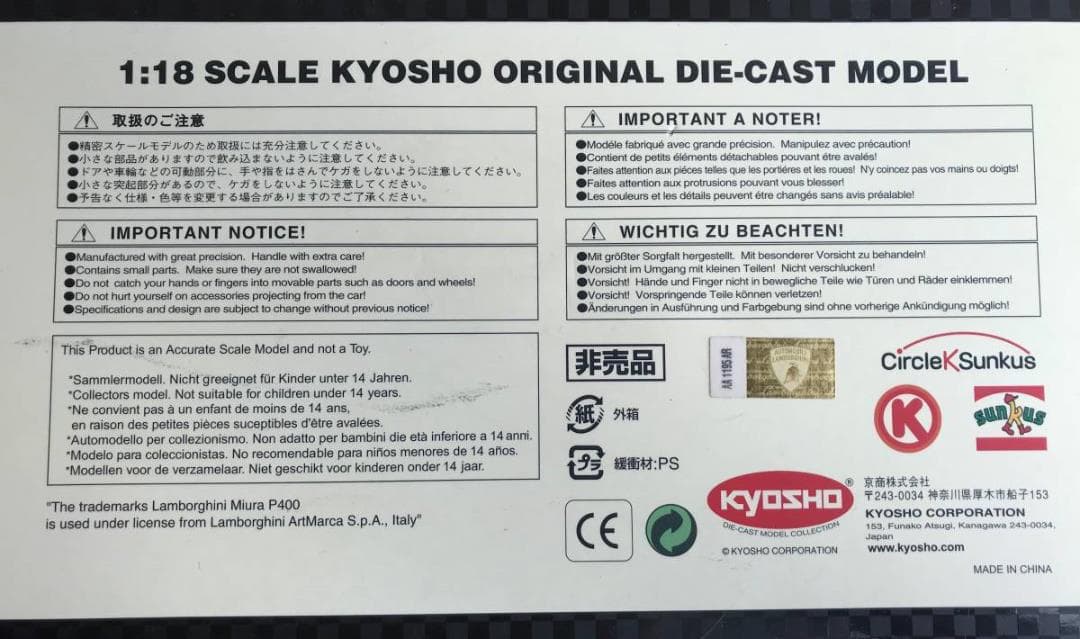 1:18 SCALE KYOSHO ORIGINAL DIE-CAST MODEL
取扱のご注意
●精密スケールモデルのため取扱には充分注意してください。
●小さな部品がありますので飲み込まないように注意してください。
●ドアや車輪などの可動部分に、手や指をはさんでケガをしないように注意してください。
●小さな突起部分があるので、ケガをしないように注意してください。
●予告なく仕様・色等を変更する場合がありますのでご了承ください。
IMPORTANT NOTICE!
●Manufactured with great precision. Handle with extra care!
●Contains small parts. Make sure they are not swallowed!
●Do not catch your hands or fingers into movable parts such as doors and wheels!
●Do not hurt yourself on accessories projecting from the car!
●Specifications and design are subject to change without previous notice!
This Product is an Accurate Scale Model and not a Toy.
*Sammlermodell. Nicht geeignet für Kinder unter 14 Jahren.
*Collectors model. Not suitable for children under 14 years.
*Ne convient pas à un enfant de moins de 14 ans,
en raison des petites pièces suceptibles d'être avalées.
*Automodello per collezionismo. Non adatto per bambini die età inferiore a 14 anni.
*Modelo para coleccionistas. No recomendable para niños menores de 14 años.
*Modellen voor de verzamelaar. Niet geschikt voor kinderen onder 14 jaar.
"The trademarks Lamborghini Miura P400
is used under license from Lamborghini ArtMarca S.p.A., Italy"
IMPORTANT A NOTER!
●Modéle fabriqué avec grande précision. Manipulez avec précaution!
●Contient de petits éléments détachables pouvant être avalés!
●Faites attention aux piéces telles que les portiéres et les roues! N'y coincez pas vos mains ou doigts!
●Faites attention aux protrusions pouvant vous blesser!
●Les couleurs et les détails peuvent étre changés sans avis préalable!
WICHTIG ZU BEACHTEN!
●Mit größter Sorgfalt hergestellt. Mit besonderer Vorsicht zu behandeln!
●Vorsicht im Umgang mit kleinen Teilen! Nicht verschlucken!
●Vorsicht! Hände und Finger nicht in bewegliche Teile wie Türen und Räder einklemmen!
●Vorsicht! Vorspringende Teile können verletzen!
●Änderungen in Ausführung und Farbgebung sind ohne vorherige Ankündigung möglich!
非売品
AA 1195 AR
AUTOMOBILI
LAMBORGHINI
CircleKSunkus
K
sunkus
紙 外箱
プラ 緩衝材:PS
CE
KYOSHO®
DIE-CAST MODEL COLLECTION
© KYOSHO CORPORATION
京商株式会社
〒243-0034 神奈川県厚木市船子153
KYOSHO CORPORATION
153, Funako Atsugi, Kanagawa 243-0034,
Japan
www.kyosho.com
MADE IN CHINA